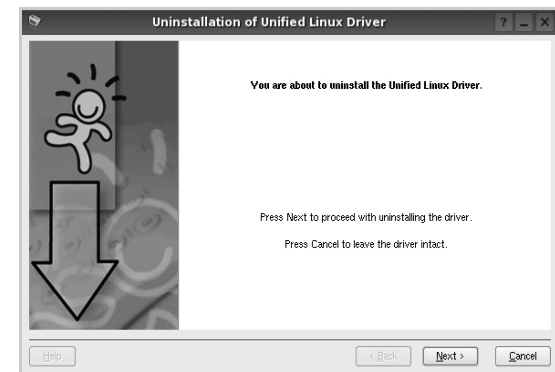 Uninstallation of Unified Linux Driver
You are about to uninstall the Unified Linux Driver.
Press Next to proceed with uninstalling the driver.
Press Cancel to leave the driver intact.
Help
< Back
Next >
Cancel